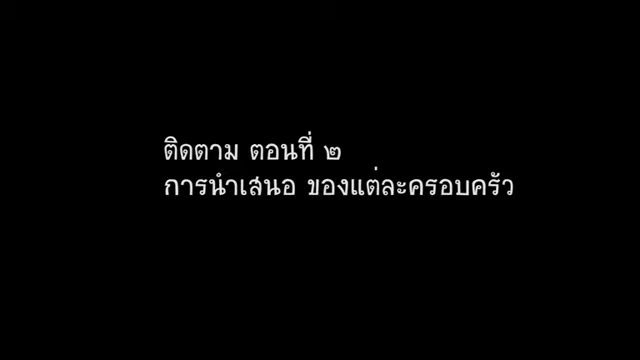 ติดตาม ตอนที่ ๒
การนำเสนอ ของแต่ละครอบครัว